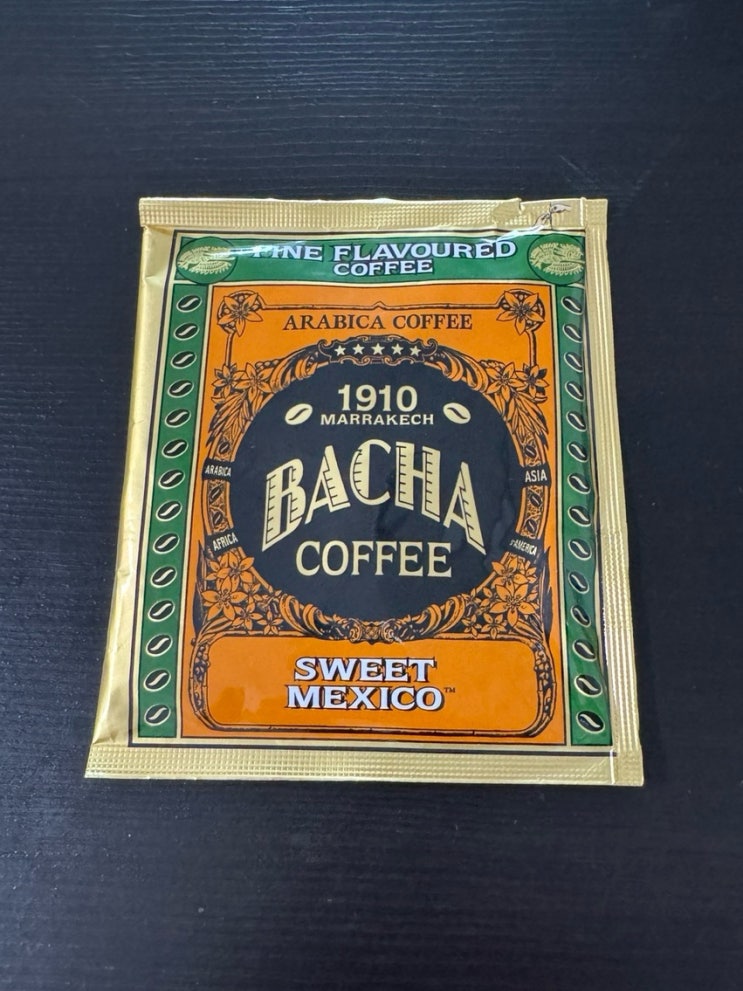 FINE FLAVOURED
COFFEE
ARABICA COFFEE
1910
MARRAKECH
ARABICA
ASIA
BACHA
AFRICA
AMERICA
COFFEE
SWEET
MEXICO™